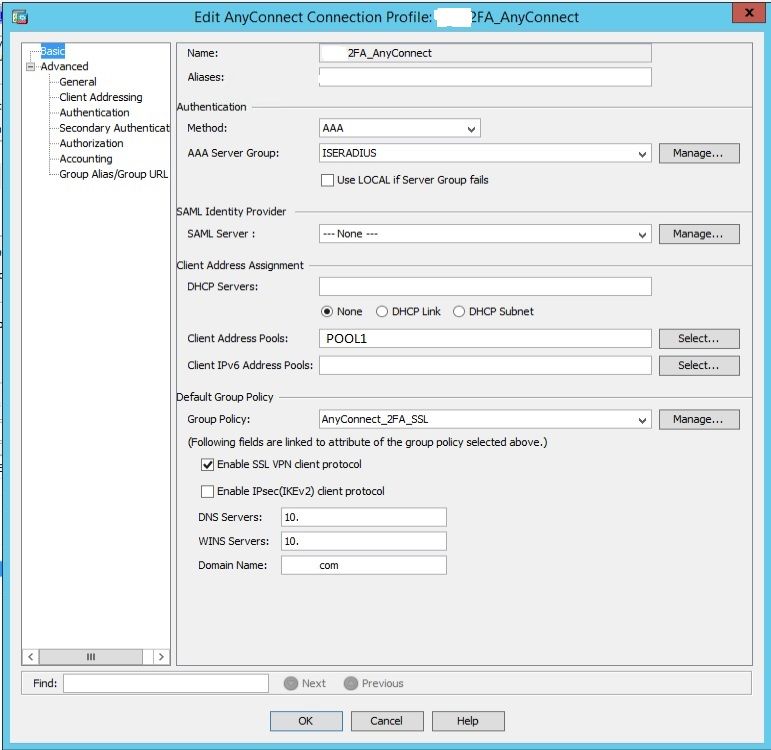 Edit AnyConnect Connection Profile: 2FA_AnyConnect
Basic
Advanced
General
Client Addressing
Authentication
Secondary Authenticat
Authorization
Accounting
Group Alias/Group URL
Name: 2FA_AnyConnect
Aliases:
Authentication
Method: AAA
AAA Server Group: ISERADIUS Manage...
Use LOCAL if Server Group fails
SAML Identity Provider
SAML Server : --- None --- Manage...
Client Address Assignment
DHCP Servers:
None DHCP Link DHCP Subnet
Client Address Pools: POOL1 Select...
Client IPv6 Address Pools: Select...
Default Group Policy
Group Policy: AnyConnect_2FA_SSL Manage...
(Following fields are linked to attribute of the group policy selected above.)
Enable SSL VPN client protocol
Enable IPsec(IKEv2) client protocol
DNS Servers: 10.
WINS Servers: 10.
Domain Name: com
Find: Next Previous
OK Cancel Help